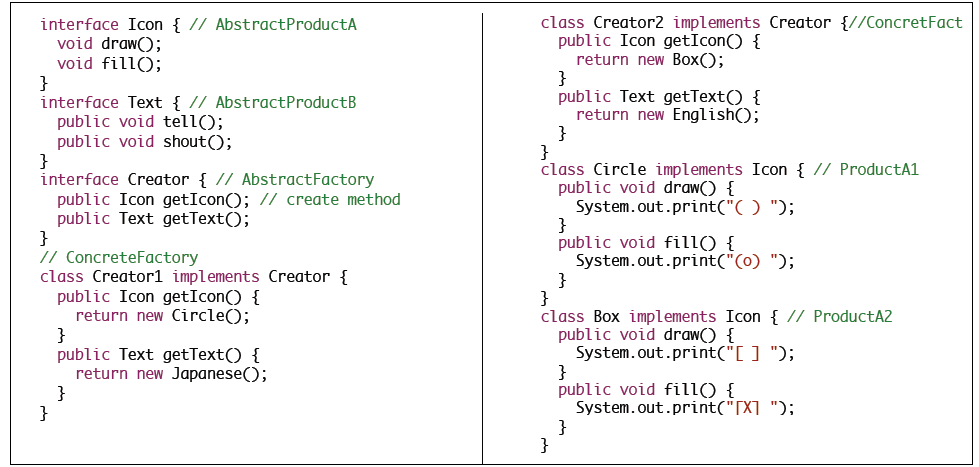 interface Icon { // AbstractProductA
  void draw();
  void fill();
}
interface Text { // AbstractProductB
  public void tell();
  public void shout();
}
interface Creator { // AbstractFactory
  public Icon getIcon(); // create method
  public Text getText();
}
// ConcreteFactory
class Creator1 implements Creator {
  public Icon getIcon() {
    return new Circle();
  }
  public Text getText() {
    return new Japanese();
  }
}
class Creator2 implements Creator {//ConcretFact
  public Icon getIcon() {
    return new Box();
  }
  public Text getText() {
    return new English();
  }
}
class Circle implements Icon { // ProductA1
  public void draw() {
    System.out.print("( ) ");
  }
  public void fill() {
    System.out.print("(o) ");
  }
}
class Box implements Icon { // ProductA2
  public void draw() {
    System.out.print("[ ] ");
  }
  public void fill() {
    System.out.print("[X] ");
  }
}